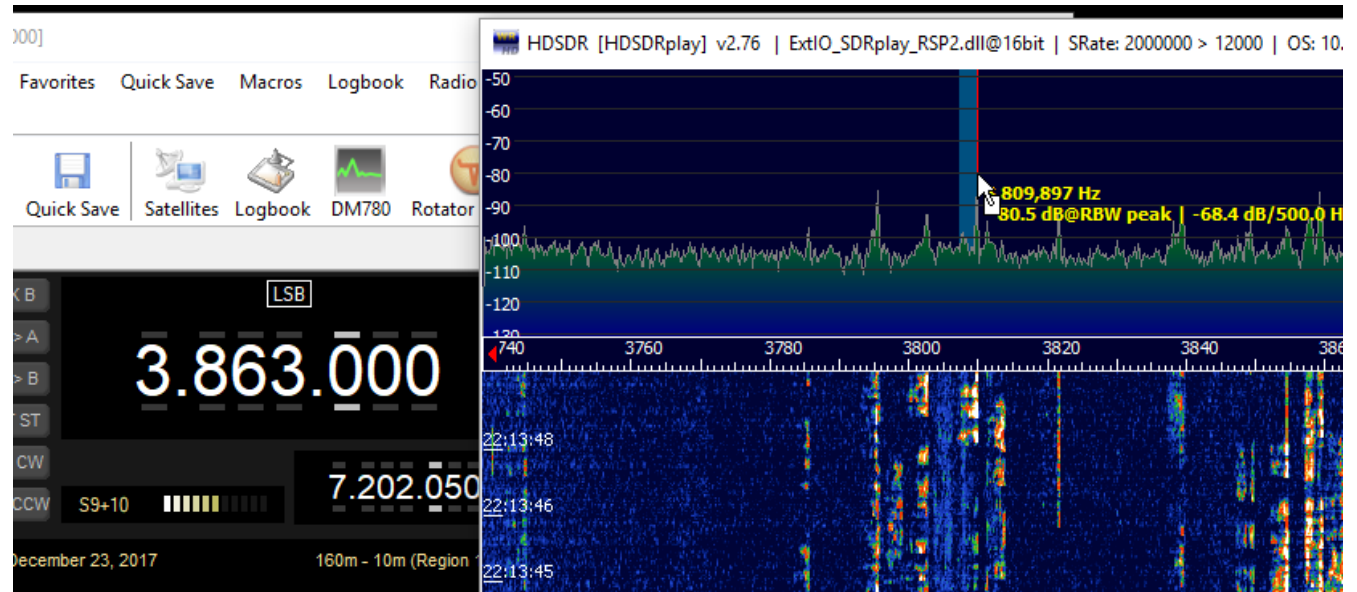 000]
HDSDR [HDSDRplay] v2.76 | ExtIO_SDRplay_RSP2.dll@16bit | SRate: 2000000 > 12000 | OS: 10.
Favorites Quick Save Macros Logbook Radio
Quick Save Satellites Logbook DM780 Rotator
-50
-60
-70
-80
-90
-100
-110
-120
-130
809,897 Hz
80.5 dB@RBW peak | -68.4 dB/500.0 H
740 3760 3780 3800 3820 3840 386
22:13:48
22:13:46
22:13:45
X B
> A
> B
ST
CW
CCW
LSB
3.863.000
7.202.050
S9+10
December 23, 2017
160m - 10m (Region 1